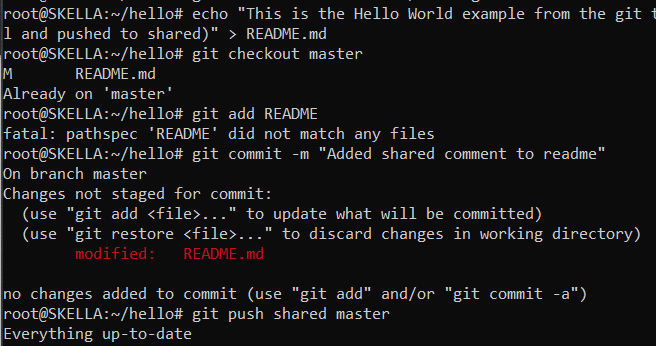 root@SKELLA:~/hello# echo "This is the Hello World example from the git t
l and pushed to shared)" > README.md
root@SKELLA:~/hello# git checkout master
M       README.md
Already on 'master'
root@SKELLA:~/hello# git add README
fatal: pathspec 'README' did not match any files
root@SKELLA:~/hello# git commit -m "Added shared comment to readme"
On branch master
Changes not staged for commit:
  (use "git add <file>..." to update what will be committed)
  (use "git restore <file>..." to discard changes in working directory)
        modified:   README.md

no changes added to commit (use "git add" and/or "git commit -a")
root@SKELLA:~/hello# git push shared master
Everything up-to-date